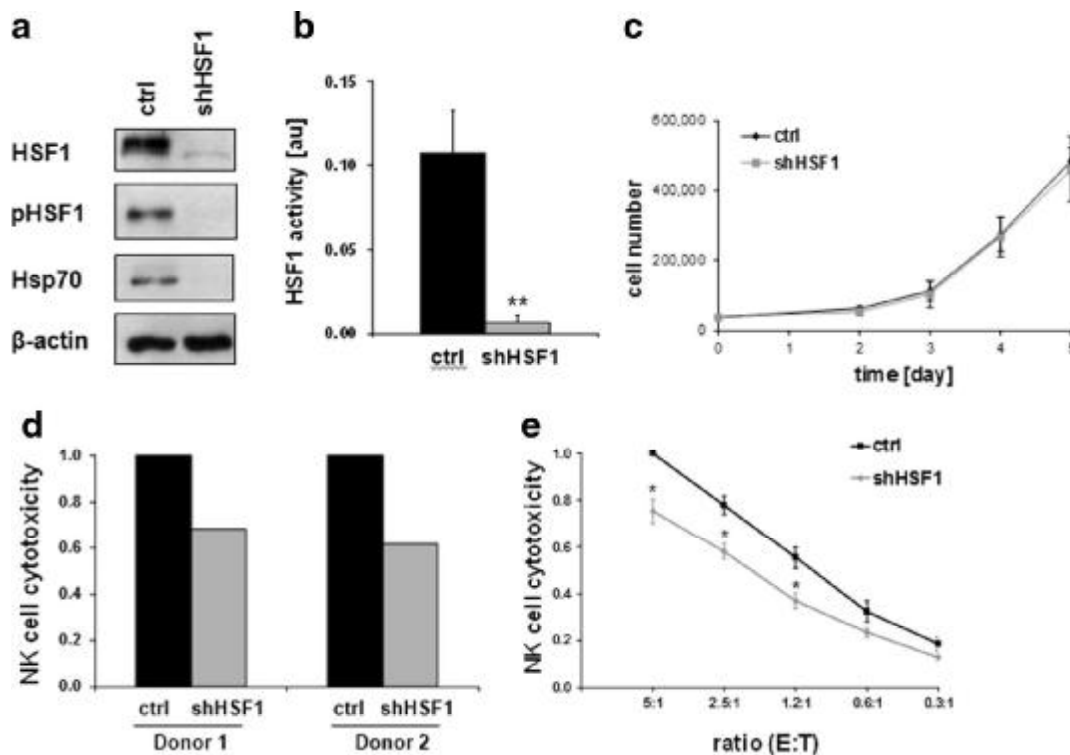 a
ctrl
shHSF1
HSF1
pHSF1
Hsp70
β-actin
b
HSF1 activity [au]
0.15
0.10
0.05
0.00
**
ctrl shHSF1
c
cell number
600,000
400,000
200,000
0
ctrl
shHSF1
0 1 2 3 4 5
time [day]
d
NK cell cytotoxicity
1.0
0.8
0.6
0.4
0.2
0.0
ctrl shHSF1 ctrl shHSF1
Donor 1 Donor 2
e
NK cell cytotoxicity
1.0
0.8
0.6
0.4
0.2
0.0
ctrl
shHSF1
*
*
*
5:1 2.5:1 1.2:1 0.6:1 0.3:1
ratio (E:T)